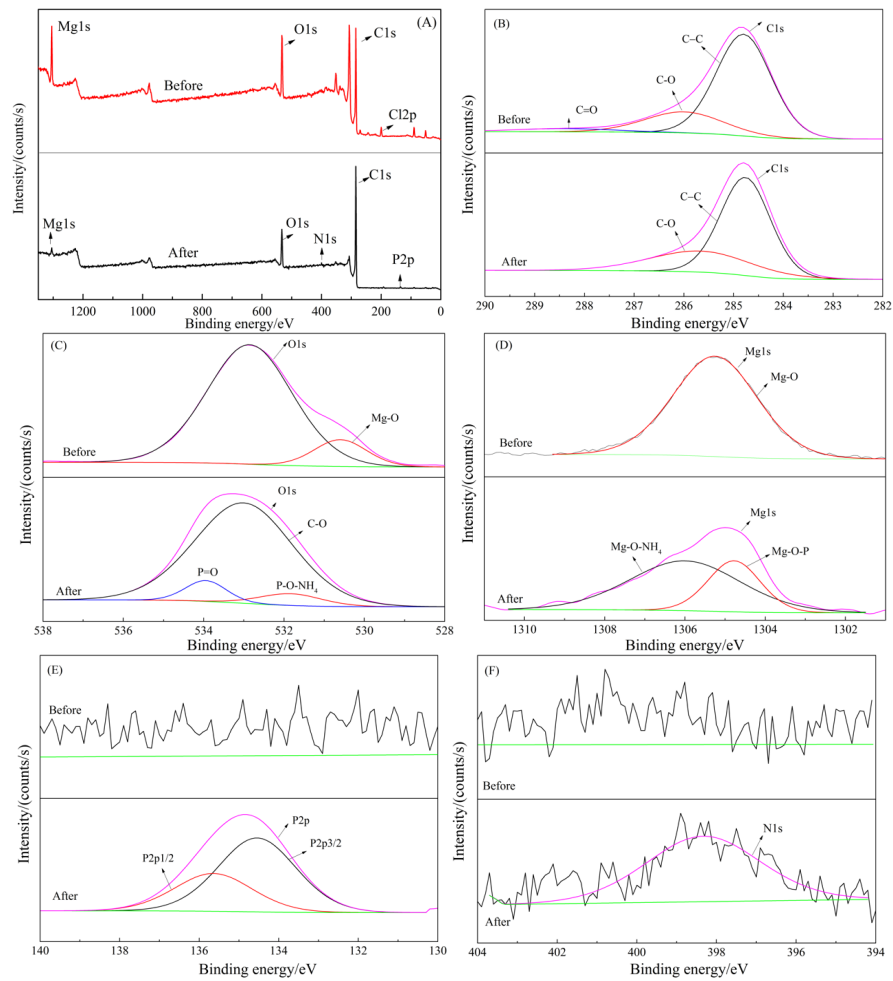 (A)
Mg1s
O1s
C1s
Before
Cl2p
C1s
Mg1s
O1s
N1s
After
P2p
Intensity/(counts/s)
1200 1000 800 600 400 200 0
Binding energy/eV
(B)
C1s
C−C
C-O
C=O
Before
C1s
C−C
C-O
After
Intensity/(counts/s)
290 289 288 287 286 285 284 283 282
Binding energy/eV
(C)
O1s
Mg-O
Before
O1s
C-O
P=O
P-O-NH4
After
Intensity/(counts/s)
538 536 534 532 530 528
Binding energy/eV
(D)
Mg1s
Mg-O
Before
Mg1s
Mg-O-NH4
Mg-O-P
After
Intensity/(counts/s)
1310 1308 1306 1305 1304 1302
Binding energy/eV
(E)
Before
P2p
P2p3/2
P2p1/2
After
Intensity/(counts/s)
140 138 136 135 134 132 130
Binding energy/eV
(F)
Before
N1s
After
Intensity/(counts/s)
404 402 400 398 396 394
Binding energy/eV